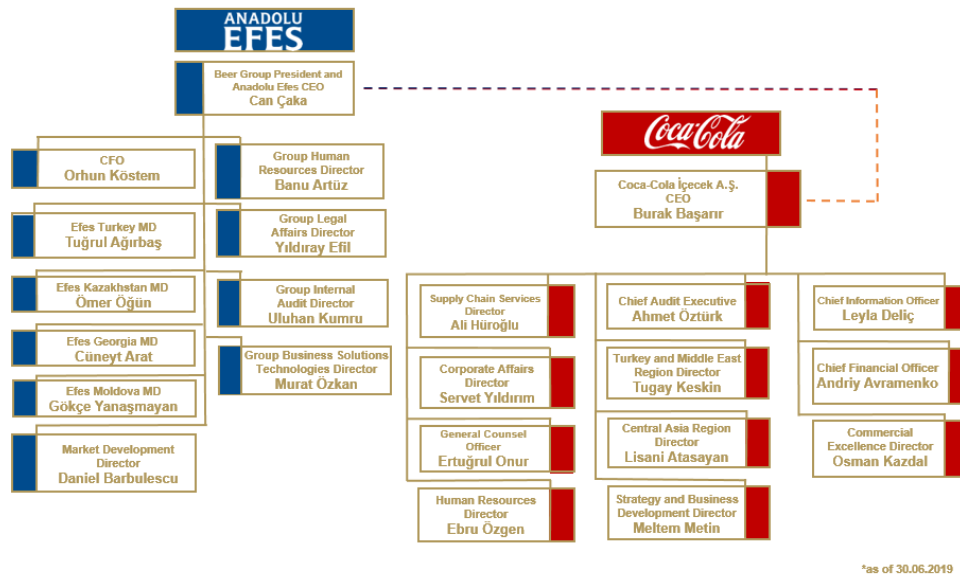 ANADOLU
EFES
Beer Group President and
Anadolu Efes CEO
Can Çaka
CFO
Orhun Köstem
Group Human
Resources Director
Banu Artüz
Efes Turkey MD
Tuğrul Ağırbaş
Group Legal
Affairs Director
Yıldıray Efil
Efes Kazakhstan MD
Ömer Öğün
Group Internal
Audit Director
Uluhan Kumru
Efes Georgia MD
Cüneyt Arat
Group Business Solutions
Technologies Director
Murat Özkan
Efes Moldova MD
Gökçe Yanaşmayan
Market Development
Director
Daniel Barbulescu
Coca-Cola
Coca-Cola İçecek A.Ş.
CEO
Burak Başarır
Supply Chain Services
Director
Ali Hüroğlu
Corporate Affairs
Director
Servet Yıldırım
General Counsel
Officer
Ertuğrul Onur
Human Resources
Director
Ebru Özgen
Chief Audit Executive
Ahmet Öztürk
Turkey and Middle East
Region Director
Tugay Keskin
Central Asia Region
Director
Lisani Atasayan
Strategy and Business
Development Director
Meltem Metin
Chief Information Officer
Leyla Deliç
Chief Financial Officer
Andriy Avramenko
Commercial
Excellence Director
Osman Kazdal
*as of 30.06.2019